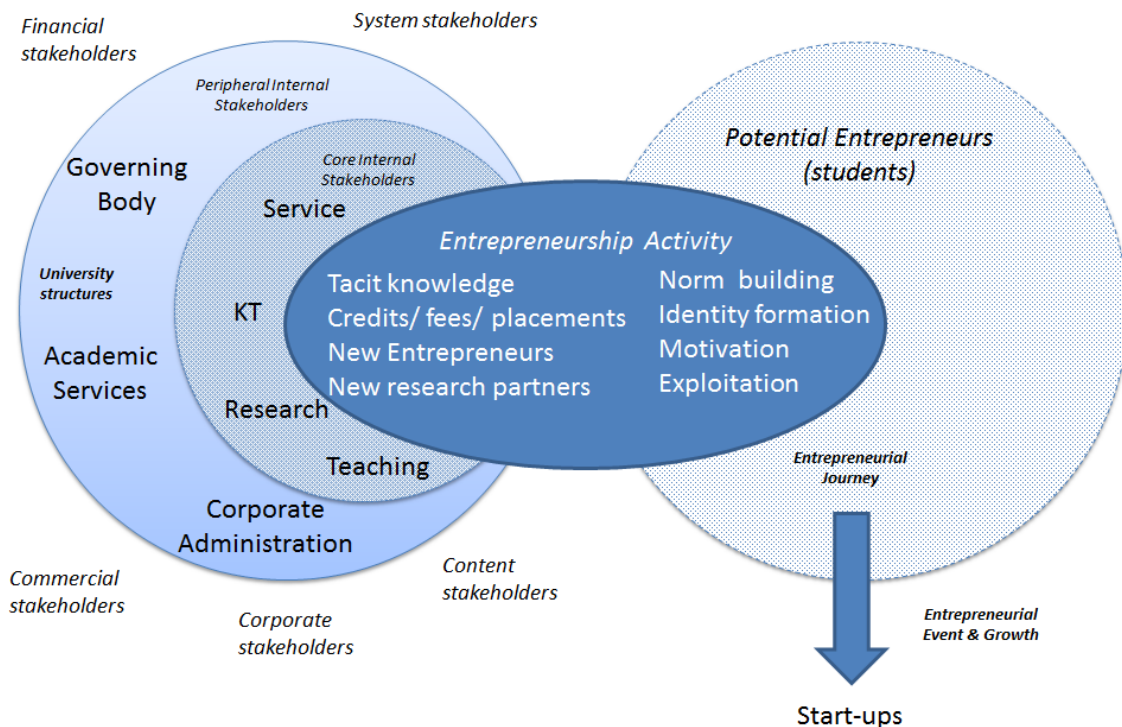 Financial
stakeholders
System stakeholders
Peripheral Internal
Stakeholders
Core Internal
Stakeholders
Governing
Body
Service
University
structures
KT
Academic
Services
Research
Teaching
Corporate
Administration
Commercial
stakeholders
Corporate
stakeholders
Content
stakeholders
Entrepreneurship Activity
Tacit knowledge
Credits/ fees/ placements
New Entrepreneurs
New research partners
Norm building
Identity formation
Motivation
Exploitation
Potential Entrepreneurs
(students)
Entrepreneurial
Journey
Entrepreneurial
Event & Growth
Start-ups